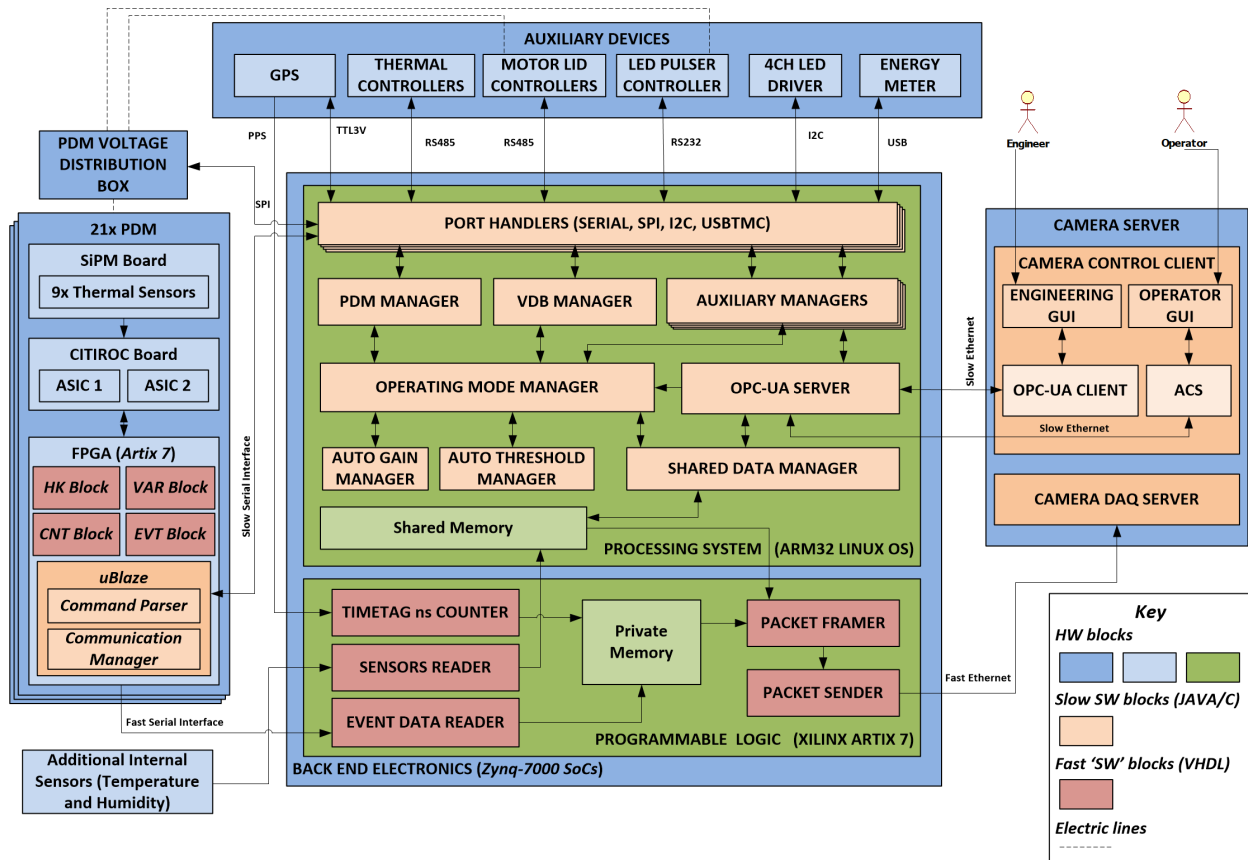 AUXILIARY DEVICES
GPS
THERMAL
CONTROLLERS
MOTOR LID
CONTROLLERS
LED PULSER
CONTROLLER
4CH LED
DRIVER
ENERGY
METER
PPS
TTL3V
RS485
RS485
RS232
I2C
USB
Engineer
Operator
PDM VOLTAGE
DISTRIBUTION
BOX
SPI
21x PDM
SiPM Board
9x Thermal Sensors
CITIROC Board
ASIC 1
ASIC 2
FPGA (Artix 7)
HK Block
VAR Block
CNT Block
EVT Block
uBlaze
Command Parser
Communication
Manager
Slow Serial Interface
Fast Serial Interface
Additional Internal
Sensors (Temperature
and Humidity)
PORT HANDLERS (SERIAL, SPI, I2C, USBTMC)
PDM MANAGER
VDB MANAGER
AUXILIARY MANAGERS
OPERATING MODE MANAGER
OPC-UA SERVER
AUTO GAIN
MANAGER
AUTO THRESHOLD
MANAGER
SHARED DATA MANAGER
Shared Memory
PROCESSING SYSTEM (ARM32 LINUX OS)
TIMETAG ns COUNTER
SENSORS READER
EVENT DATA READER
Private
Memory
PACKET FRAMER
PACKET SENDER
PROGRAMMABLE LOGIC (XILINX ARTIX 7)
BACK END ELECTRONICS (Zynq-7000 SoCs)
Slow Ethernet
Slow Ethernet
Fast Ethernet
CAMERA SERVER
CAMERA CONTROL CLIENT
ENGINEERING
GUI
OPERATOR
GUI
OPC-UA CLIENT
ACS
CAMERA DAQ SERVER
Key
HW blocks
Slow SW blocks (JAVA/C)
Fast ‘SW’ blocks (VHDL)
Electric lines